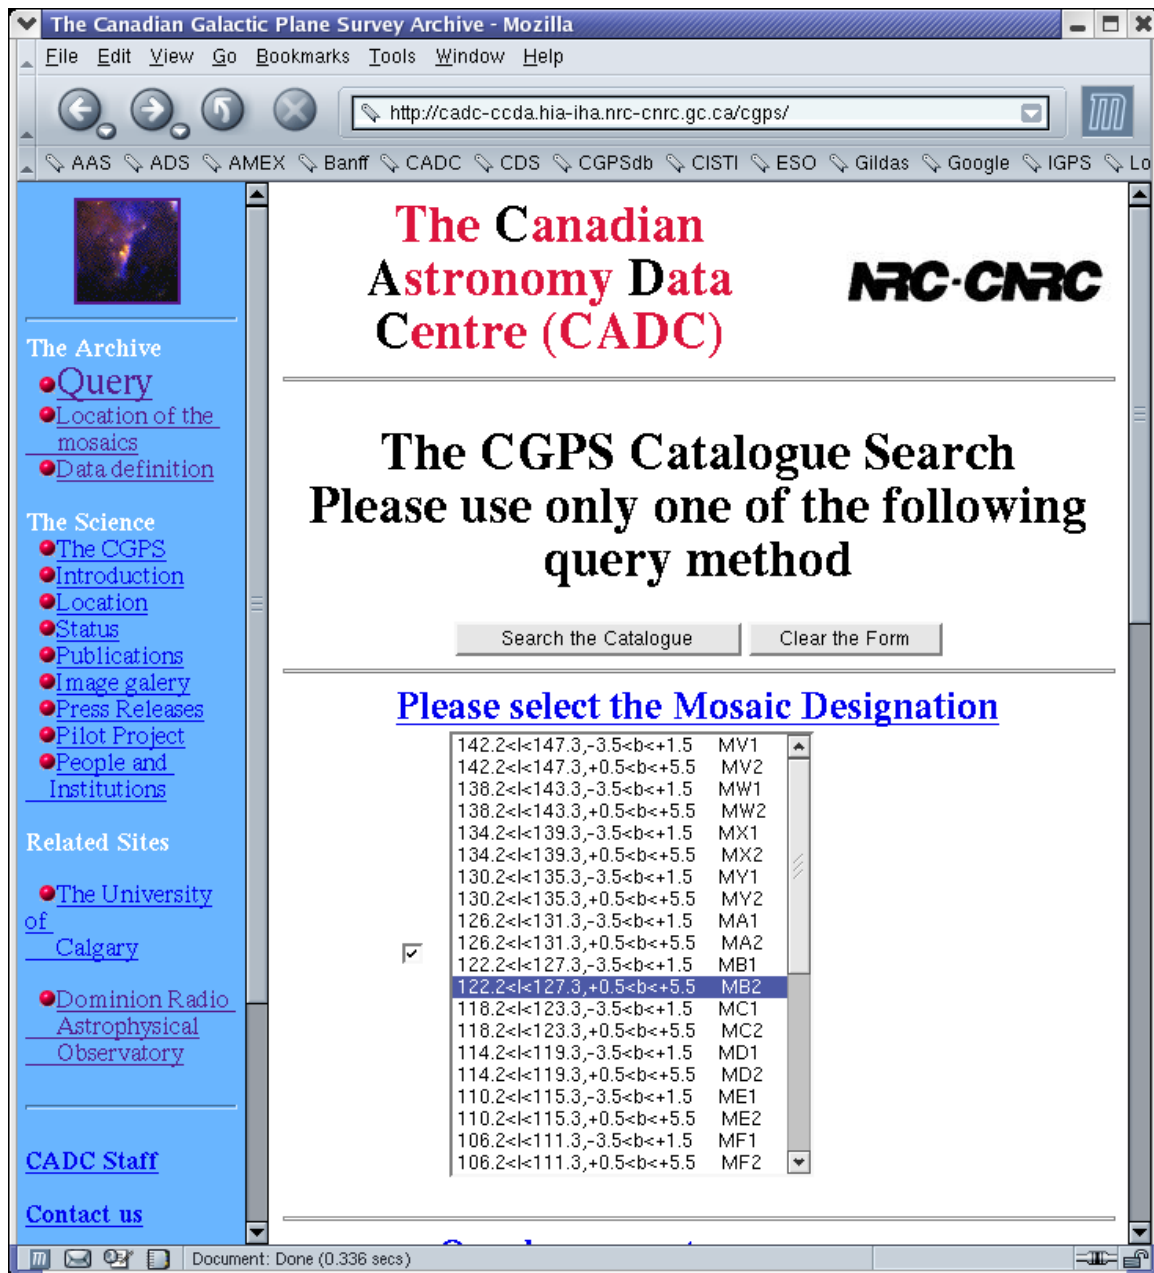 The Canadian Galactic Plane Survey Archive - Mozilla
File Edit View Go Bookmarks Tools Window Help
http://cadc-ccda.hia-iha.nrc-cnrc.gc.ca/cgps/
AAS ADS AMEX Banff CADC CDS CGPSdb CISTI ESO Gildas Google IGPS Lo
The Archive
Query
Location of the
mosaics
Data definition
The Science
The CGPS
Introduction
Location
Status
Publications
Image galery
Press Releases
Pilot Project
People and
Institutions
Related Sites
The University
of
Calgary
Dominion Radio
Astrophysical
Observatory
CADC Staff
Contact us
The Canadian
Astronomy Data
Centre (CADC)
NRC·CNRC
The CGPS Catalogue Search
Please use only one of the following
query method
Search the Catalogue Clear the Form
Please select the Mosaic Designation
142.2<l<147.3,-3.5<b<+1.5 MV1
142.2<l<147.3,+0.5<b<+5.5 MV2
138.2<l<143.3,-3.5<b<+1.5 MW1
138.2<l<143.3,+0.5<b<+5.5 MW2
134.2<l<139.3,-3.5<b<+1.5 MX1
134.2<l<139.3,+0.5<b<+5.5 MX2
130.2<l<135.3,-3.5<b<+1.5 MY1
130.2<l<135.3,+0.5<b<+5.5 MY2
126.2<l<131.3,-3.5<b<+1.5 MA1
126.2<l<131.3,+0.5<b<+5.5 MA2
122.2<l<127.3,-3.5<b<+1.5 MB1
122.2<l<127.3,+0.5<b<+5.5 MB2
118.2<l<123.3,-3.5<b<+1.5 MC1
118.2<l<123.3,+0.5<b<+5.5 MC2
114.2<l<119.3,-3.5<b<+1.5 MD1
114.2<l<119.3,+0.5<b<+5.5 MD2
110.2<l<115.3,-3.5<b<+1.5 ME1
110.2<l<115.3,+0.5<b<+5.5 ME2
106.2<l<111.3,-3.5<b<+1.5 MF1
106.2<l<111.3,+0.5<b<+5.5 MF2
Document: Done (0.336 secs)